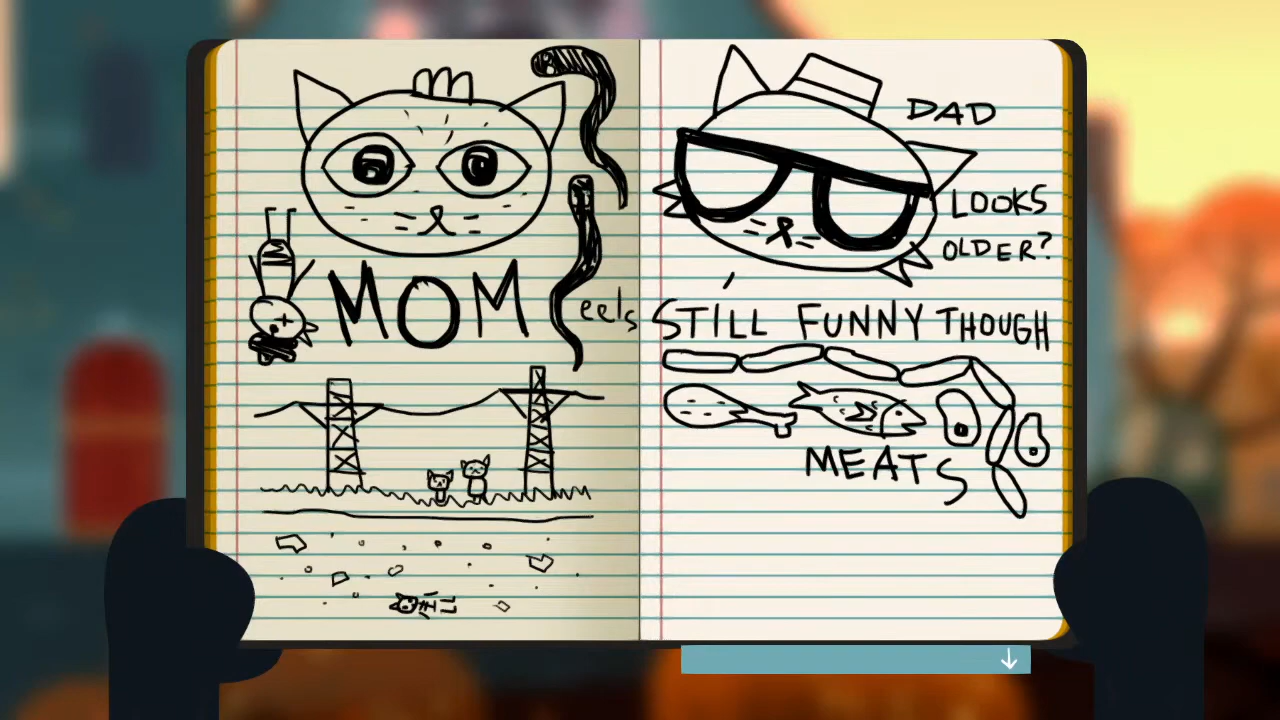 MOM
eels
DAD
LOOKS
OLDER?
STILL FUNNY THOUGH
MEATS